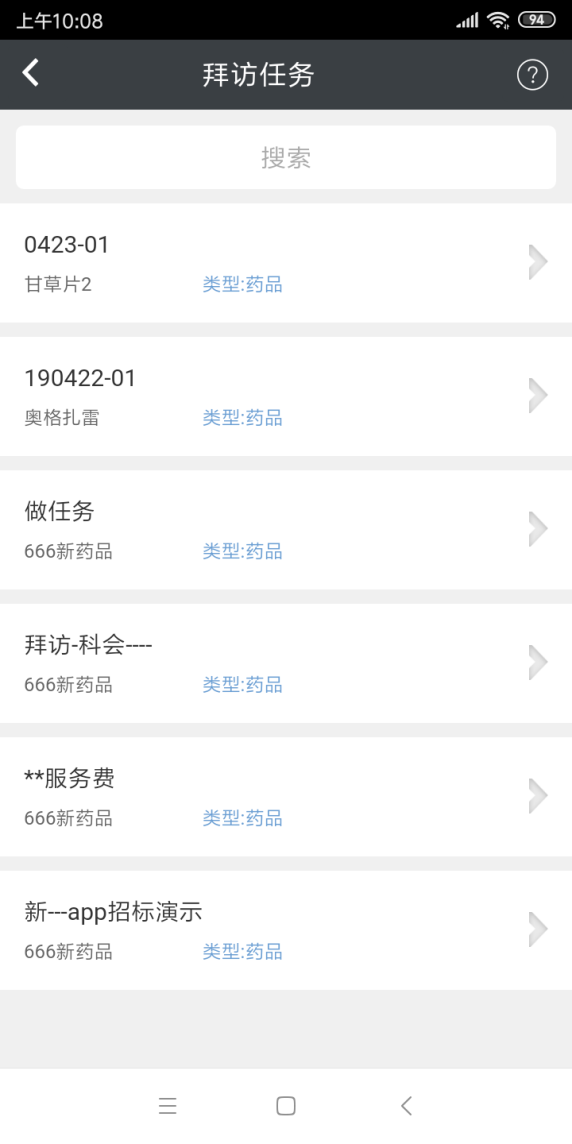 上午10:08
94
拜访任务
?
搜索
0423-01
甘草片2 类型:药品
190422-01
奥格扎雷 类型:药品
做任务
666新药品 类型:药品
拜访-科会----
666新药品 类型:药品
**服务费
666新药品 类型:药品
新---app招标演示
666新药品 类型:药品